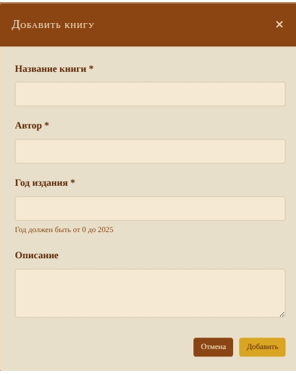 Добавить книгу ×
Название книги *
Автор *
Год издания *
Год должен быть от 0 до 2025
Описание
Отмена Добавить